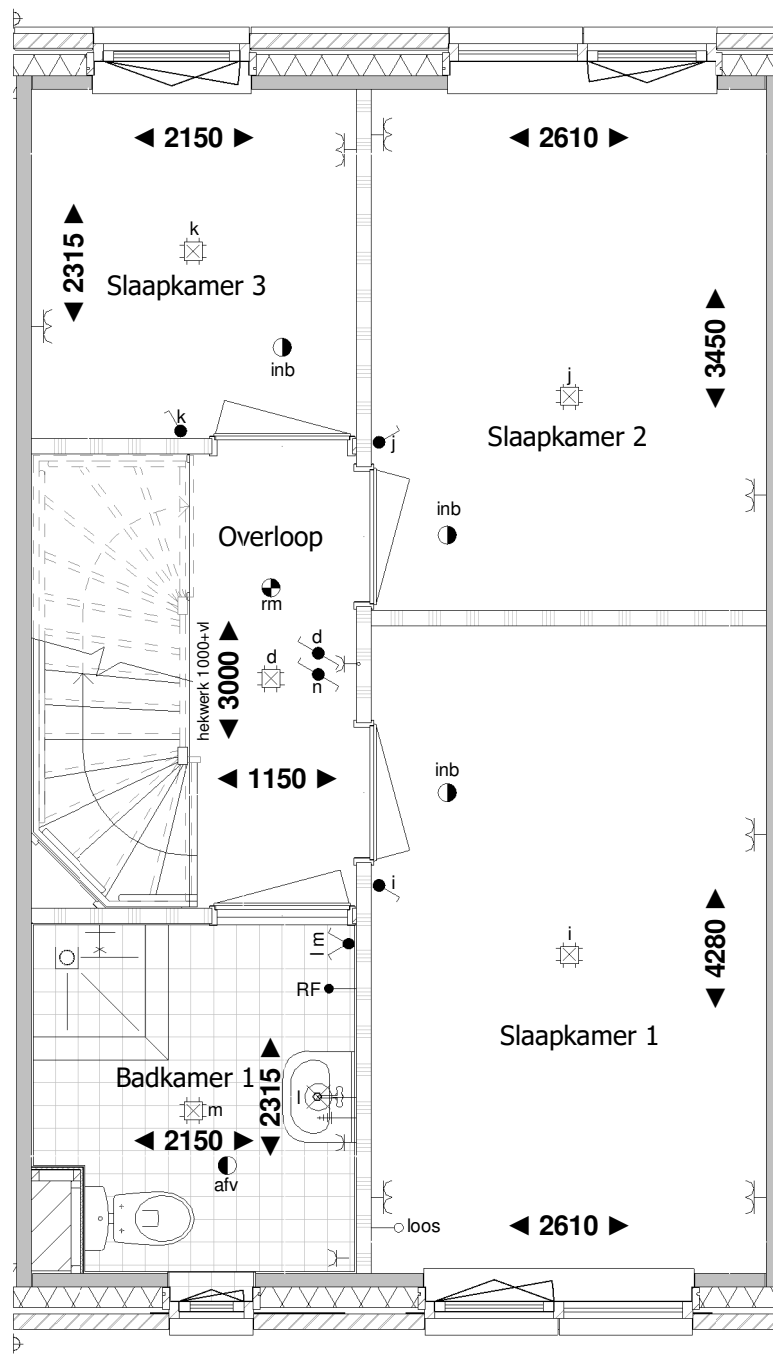 2150
2610
k
2315
Slaapkamer 3
3450
inb
j
k
Slaapkamer 2
j
inb
Overloop
rm
d
d
n
hekwerk 1000+vl
3000
1150
inb
i
l m
i
4280
RF
Slaapkamer 1
Badkamer 1
2315
l
m
2150
afv
loos
2610